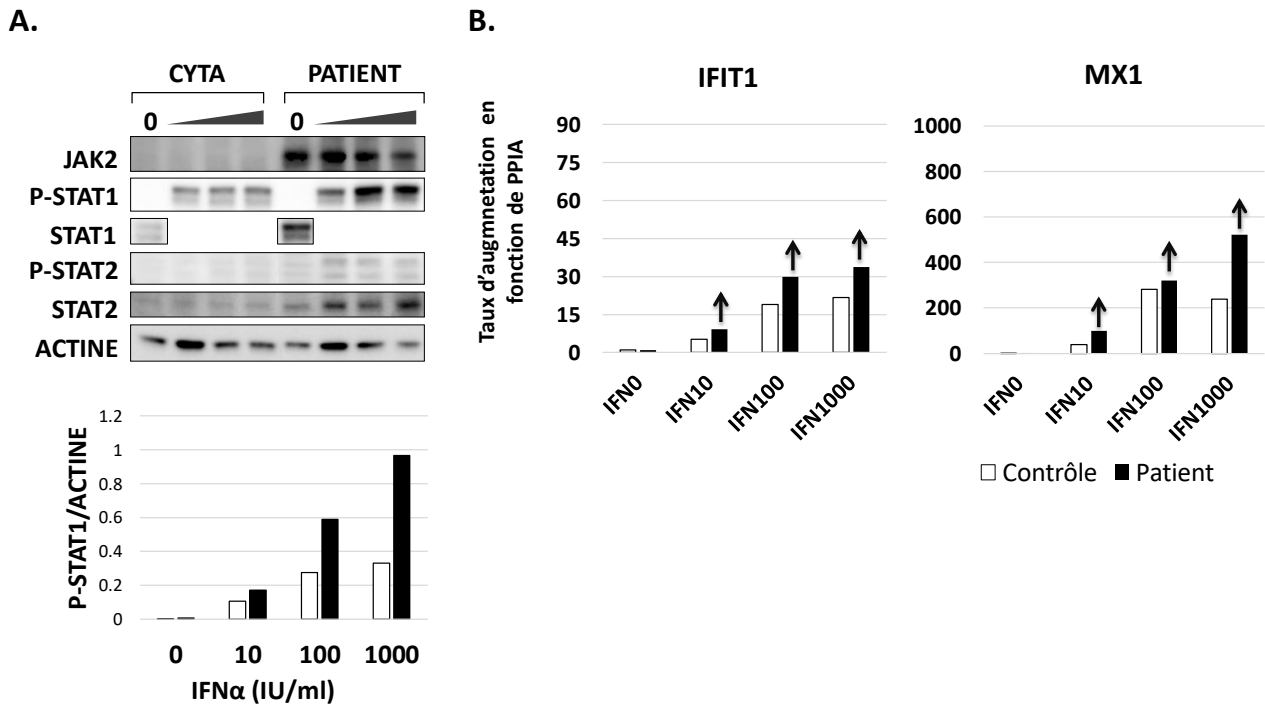 A.
CYTA PATIENT
0 0
JAK2
P-STAT1
STAT1
P-STAT2
STAT2
ACTINE
P-STAT1/ACTINE
1.2
1
0.8
0.6
0.4
0.2
0
0 10 100 1000
IFNα (IU/ml)
B.
IFIT1
Taux d'augmnetation en
fonction de PPIA
90
75
60
45
30
15
0
IFN0 IFN10 IFN100 IFN1000
MX1
1000
800
600
400
200
0
IFN0 IFN10 IFN100 IFN1000
Contrôle Patient